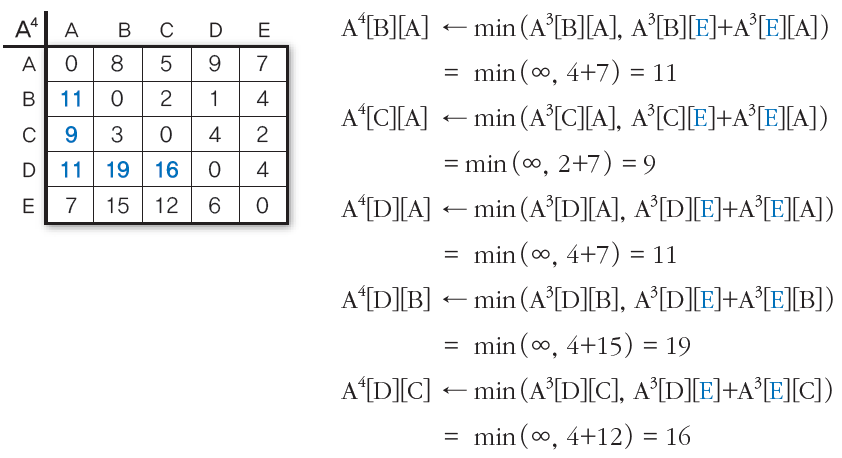 A⁴ A B C D E
A 0 8 5 9 7
B 11 0 2 1 4
C 9 3 0 4 2
D 11 19 16 0 4
E 7 15 12 6 0
A⁴[B][A] ← min(A³[B][A], A³[B][E]+A³[E][A])
= min(∞, 4+7) = 11
A⁴[C][A] ← min(A³[C][A], A³[C][E]+A³[E][A])
= min(∞, 2+7) = 9
A⁴[D][A] ← min(A³[D][A], A³[D][E]+A³[E][A])
= min(∞, 4+7) = 11
A⁴[D][B] ← min(A³[D][B], A³[D][E]+A³[E][B])
= min(∞, 4+15) = 19
A⁴[D][C] ← min(A³[D][C], A³[D][E]+A³[E][C])
= min(∞, 4+12) = 16